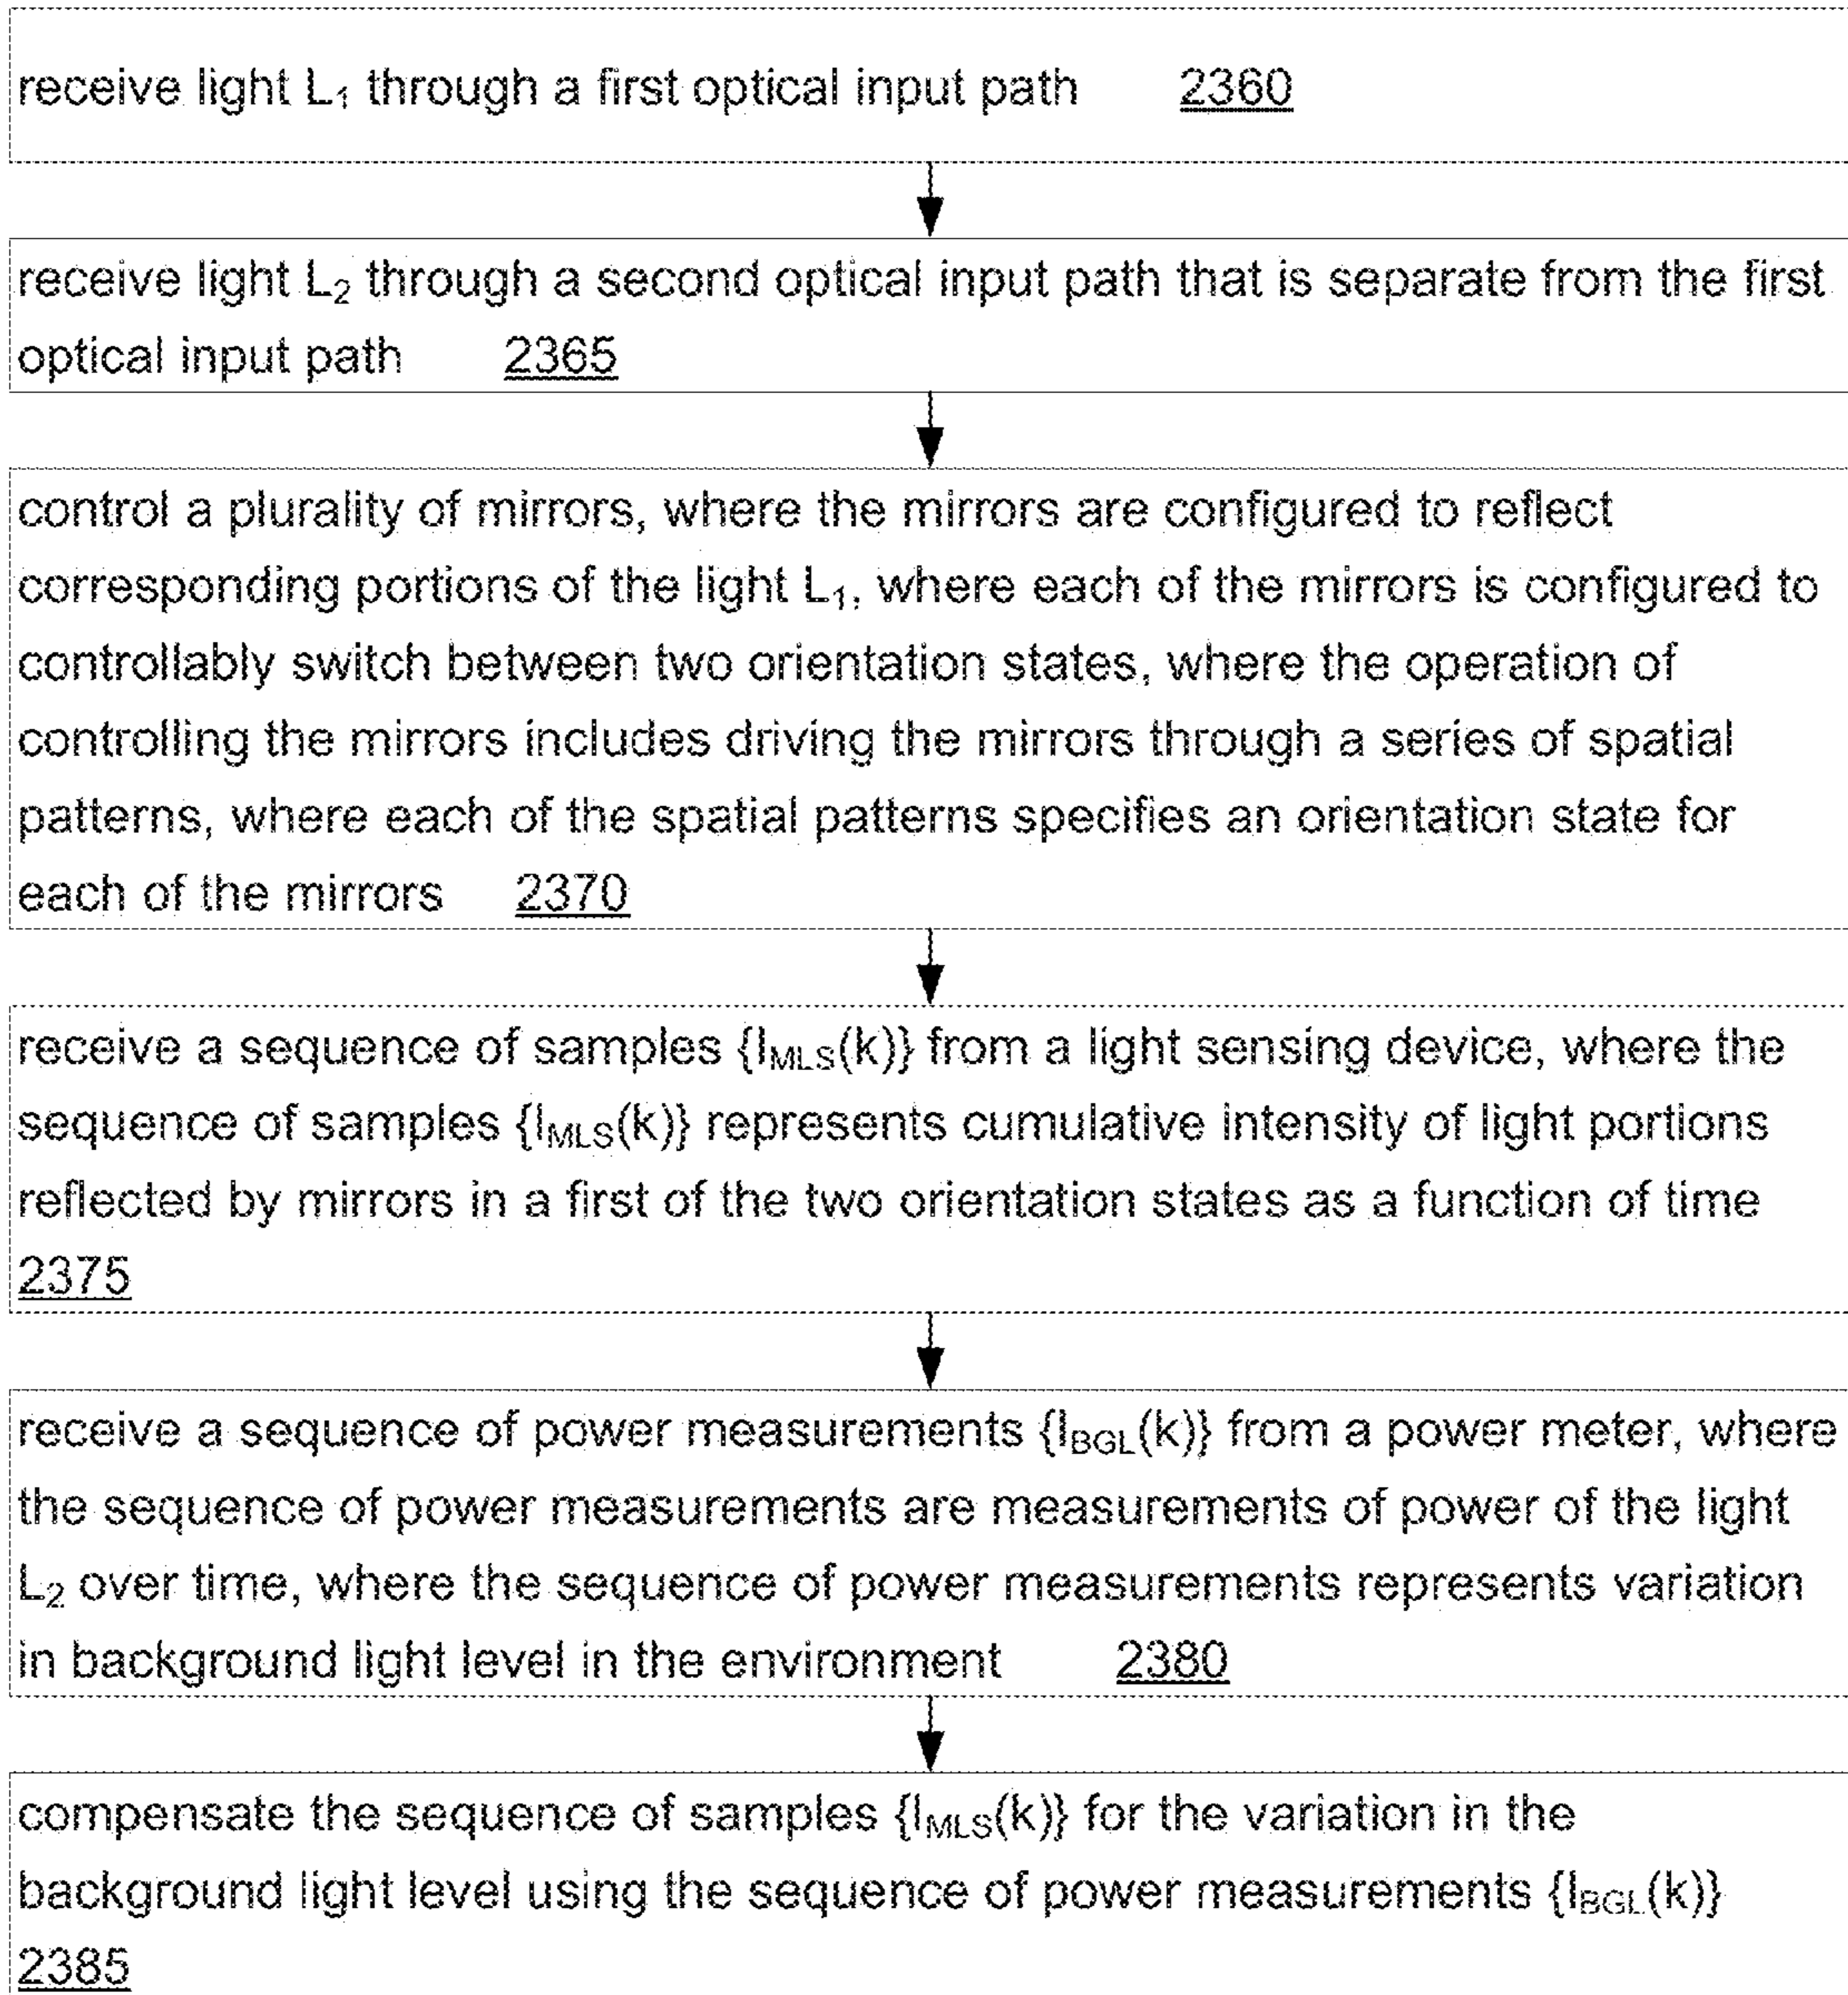 receive light L₁ through a first optical input path 2360
receive light L₂ through a second optical input path that is separate from the first
optical input path 2365
control a plurality of mirrors, where the mirrors are configured to reflect
corresponding portions of the light L₁, where each of the mirrors is configured to
controllably switch between two orientation states, where the operation of
controlling the mirrors includes driving the mirrors through a series of spatial
patterns, where each of the spatial patterns specifies an orientation state for
each of the mirrors 2370
receive a sequence of samples {I_MLS(k)} from a light sensing device, where the
sequence of samples {I_MLS(k)} represents cumulative intensity of light portions
reflected by mirrors in a first of the two orientation states as a function of time
2375
receive a sequence of power measurements {I_BGL(k)} from a power meter, where
the sequence of power measurements are measurements of power of the light
L₂ over time, where the sequence of power measurements represents variation
in background light level in the environment 2380
compensate the sequence of samples {I_MLS(k)} for the variation in the
background light level using the sequence of power measurements {I_BGL(k)}
2385